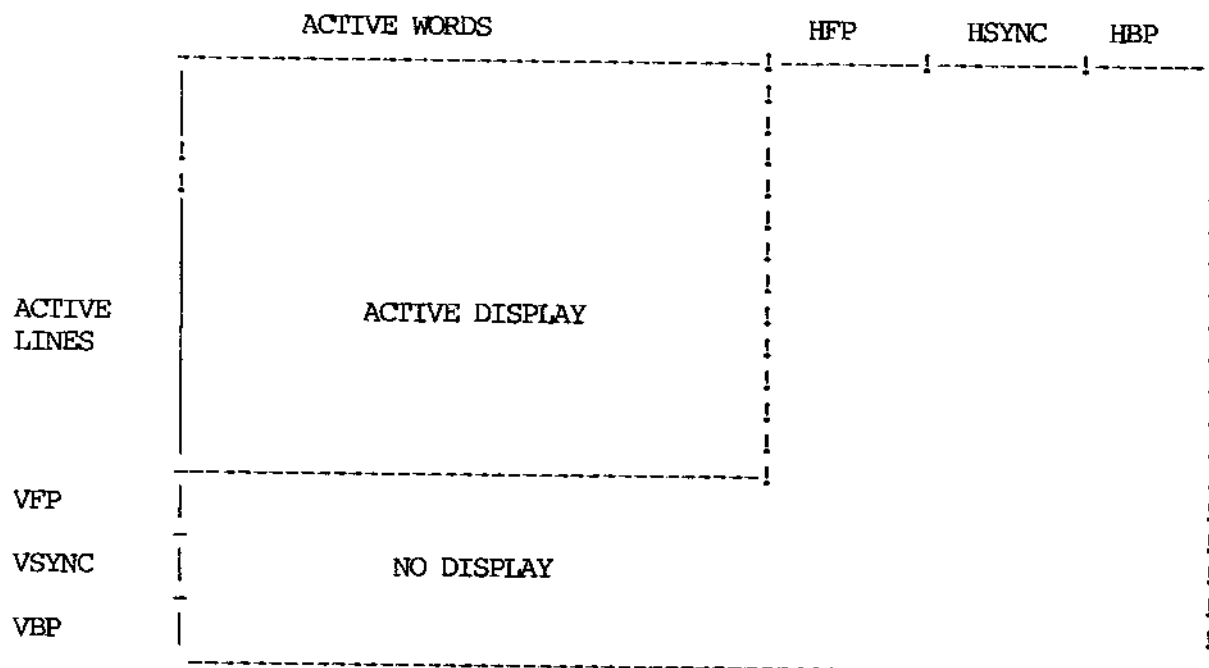 ACTIVE WORDS HFP HSYNC HBP
ACTIVE
LINES
ACTIVE DISPLAY
VFP
VSYNC
NO DISPLAY
VBP